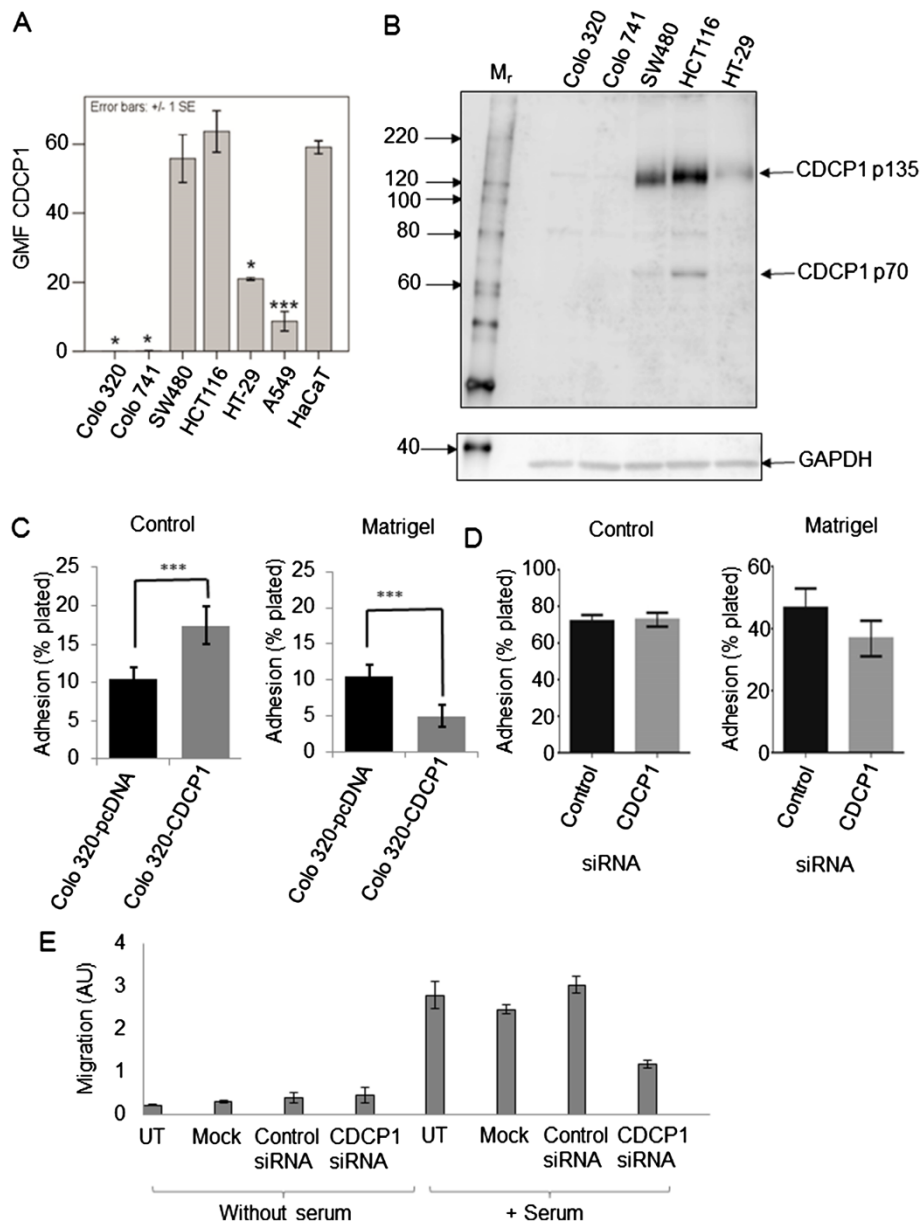 A
Error bars: +/- 1 SE
GMF CDCP1
60
40
20
0
*
*
*
***
Colo 320
Colo 741
SW480
HCT116
HT-29
A549
HaCaT
B
Mr
Colo 320
Colo 741
SW480
HCT116
HT-29
220
120
100
80
60
CDCP1 p135
CDCP1 p70
40
GAPDH
C
Control
Adhesion (% plated)
25
20
15
10
5
0
***
Colo 320-pcDNA
Colo 320-CDCP1
Matrigel
Adhesion (% plated)
25
20
15
10
5
0
***
Colo 320-pcDNA
Colo 320-CDCP1
D
Control
Adhesion (% plated)
100
80
60
40
20
0
Control
CDCP1
siRNA
Matrigel
Adhesion (% plated)
60
40
20
0
Control
CDCP1
siRNA
E
Migration (AU)
4
3
2
1
0
UT
Mock
Control siRNA
CDCP1 siRNA
UT
Mock
Control siRNA
CDCP1 siRNA
Without serum
+ Serum